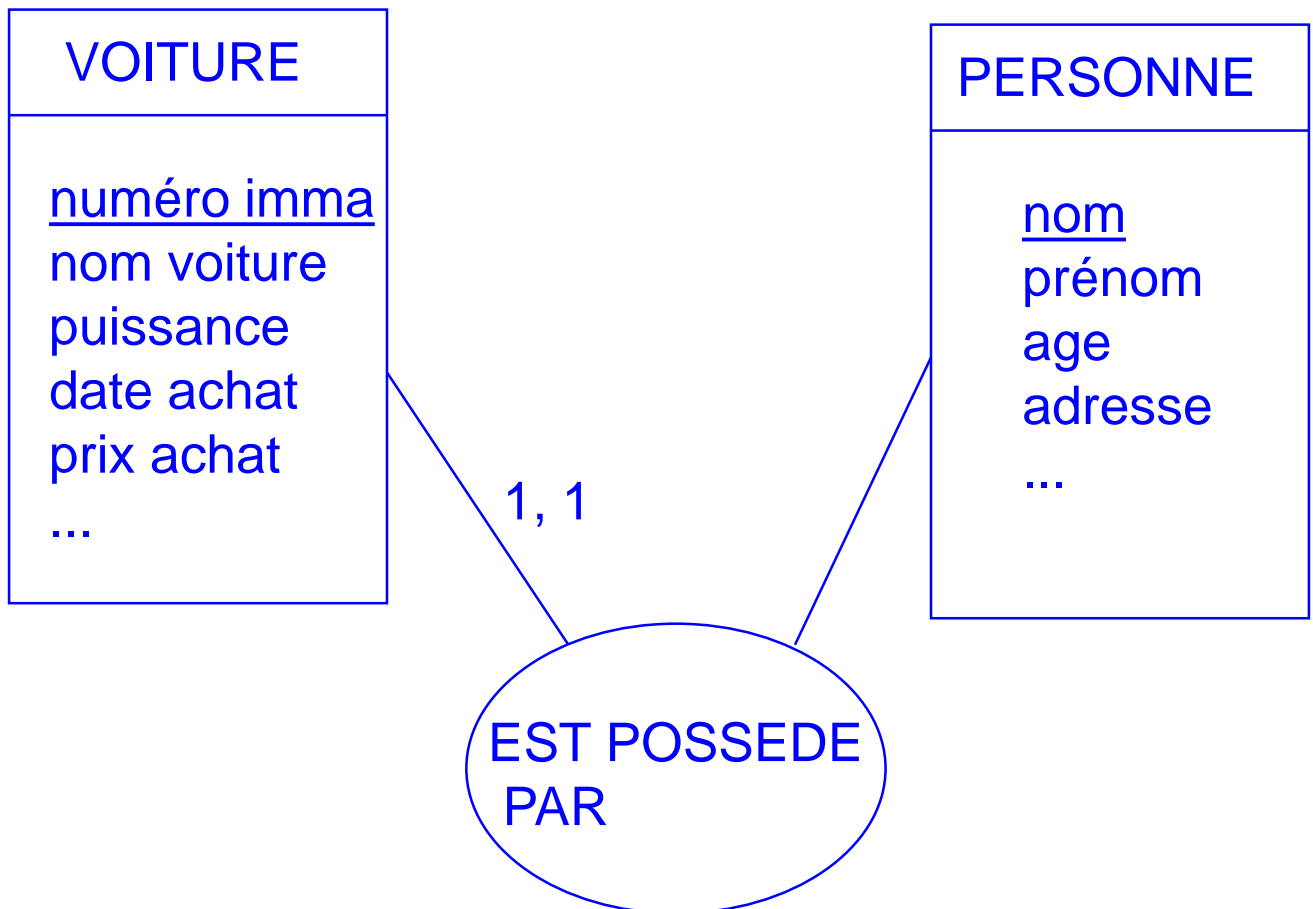 VOITURE
numéro imma
nom voiture
puissance
date achat
prix achat
...
PERSONNE
nom
prénom
age
adresse
...
1, 1
EST POSSEDE
PAR